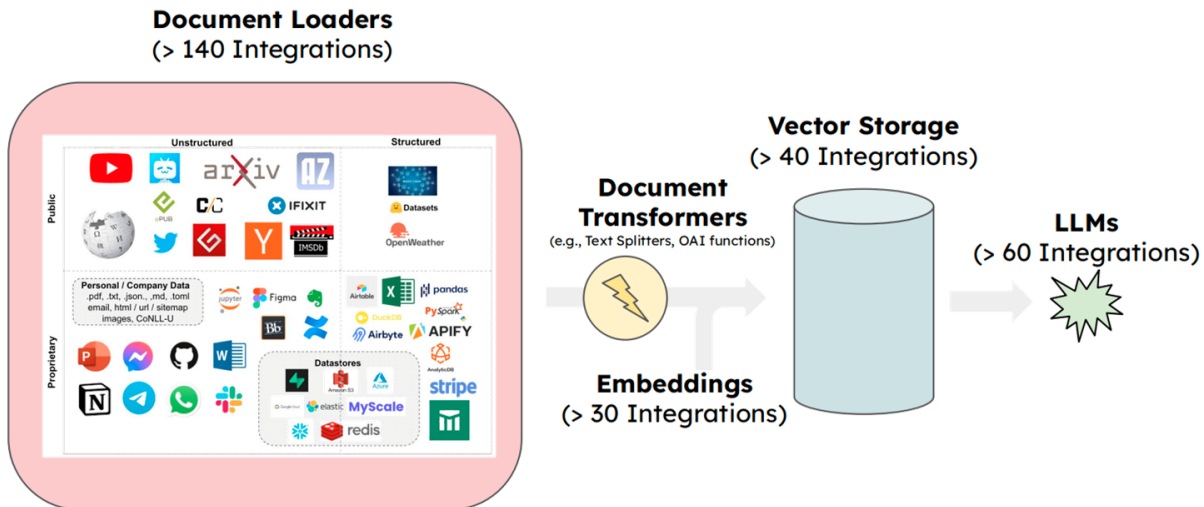 Document Loaders
(> 140 Integrations)
Unstructured
Structured
Public
arXiv
AZ
ePUB
C/C
IFIXIT
IMSDb
Datasets
OpenWeather
Proprietary
Personal / Company Data
.pdf, .txt, .json., .md, .toml
email, html / url / sitemap
images, CoNLL-U
jupyter
Figma
Bb
Airtable
pandas
DuckDB
PySpark
Airbyte
APIFY
AnalyticDB
stripe
Datastores
Amazon S3
Azure
Google Cloud
elastic
MyScale
redis
Document
Transformers
(e.g., Text Splitters, OAI functions)
Embeddings
(> 30 Integrations)
Vector Storage
(> 40 Integrations)
LLMs
(> 60 Integrations)